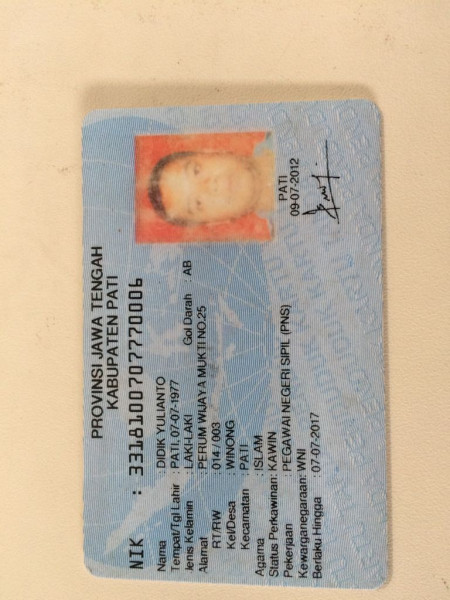 PROVINSI JAWA TENGAH
KABUPATEN PATI
NIK : 3318100707770006
Nama : DIDIK YULIANTO
Tempat/Tgl Lahir : PATI, 07-07-1977
Jenis Kelamin : LAKI-LAKI Gol Darah : AB
Alamat : PERUM WIJAYA MUKTI NO.25
RT/RW : 014 / 003
Kel/Desa : WINONG
Kecamatan : PATI
Agama : ISLAM
Status Perkawinan: KAWIN
Pekerjaan : PEGAWAI NEGERI SIPIL (PNS)
Kewarganegaraan: WNI
Berlaku Hingga : 07-07-2017
PATI
09-07-2012